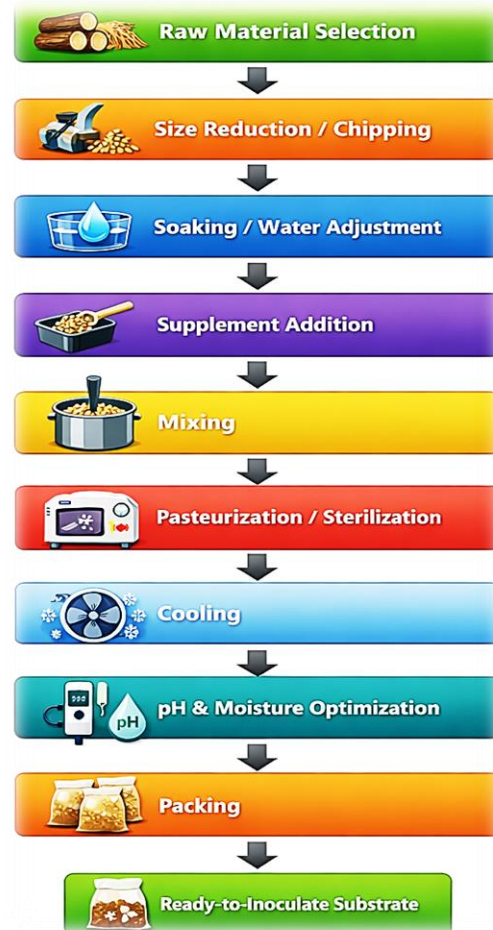 Raw Material Selection
Size Reduction / Chipping
Soaking / Water Adjustment
Supplement Addition
Mixing
Pasteurization / Sterilization
Cooling
pH
pH & Moisture Optimization
Packing
Ready-to-Inoculate Substrate